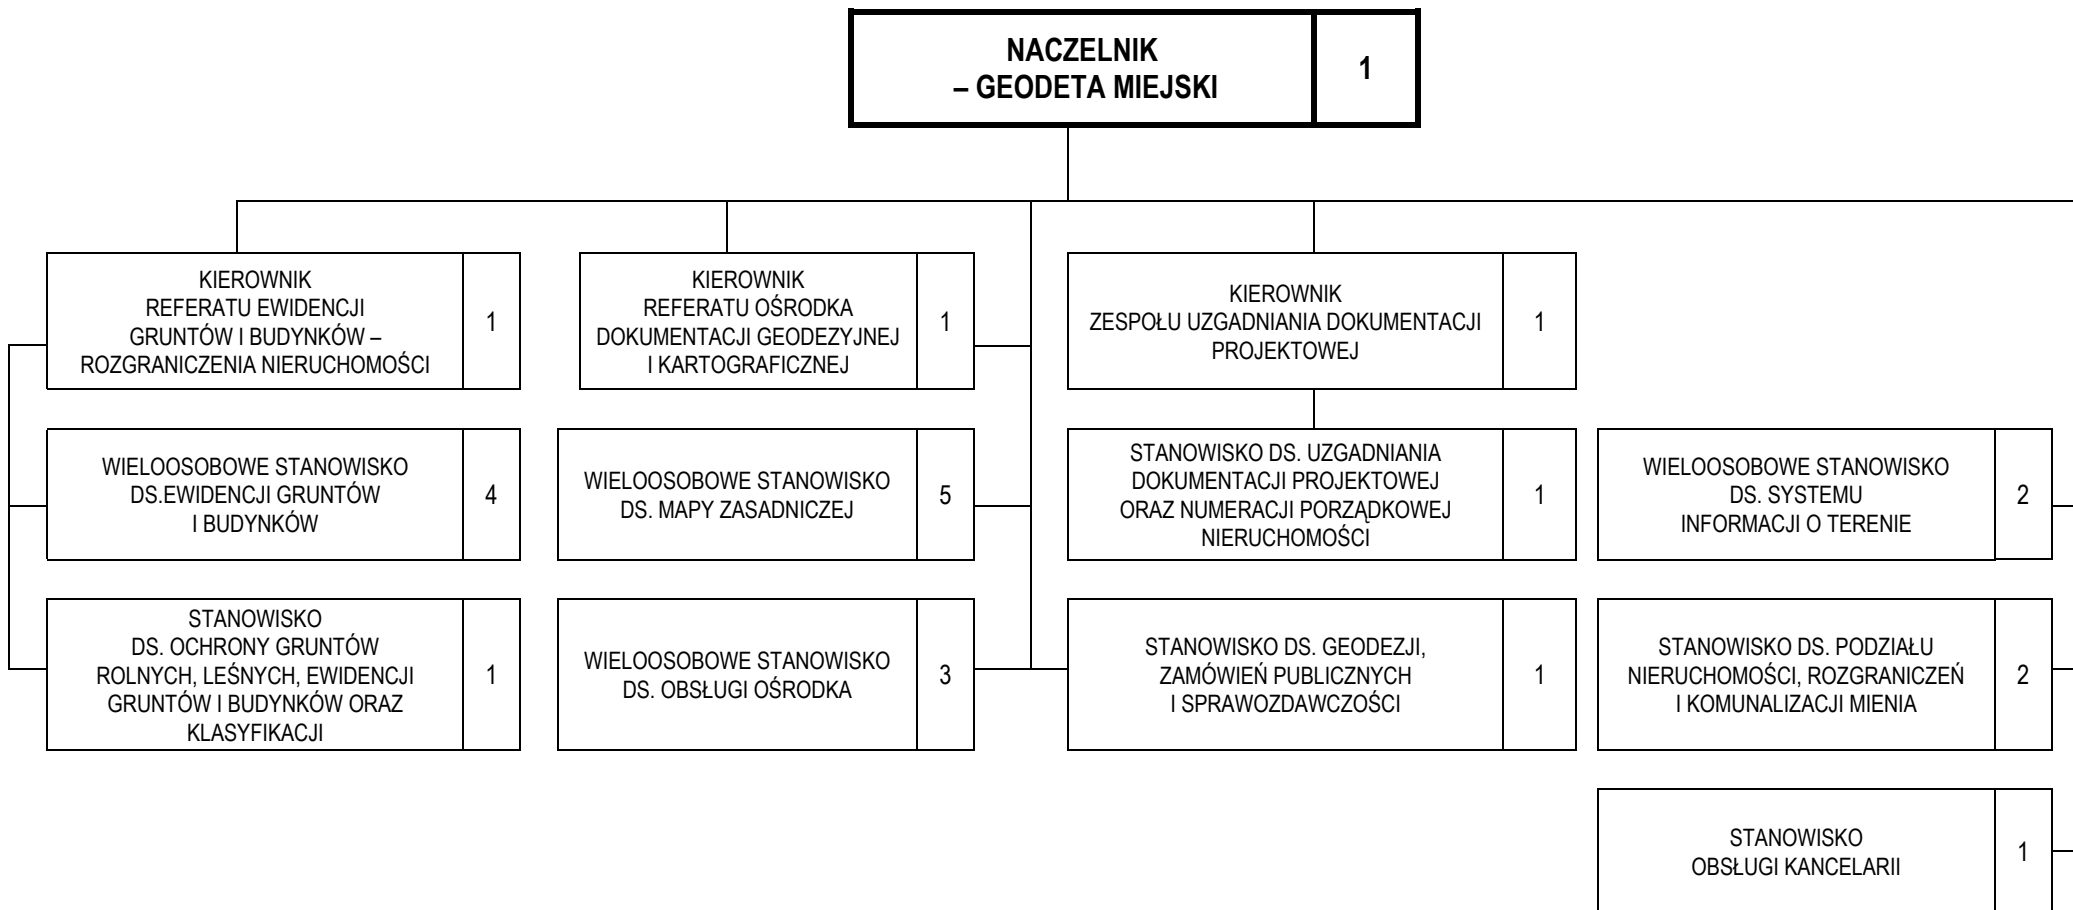 NACZELNIK
– GEODETA MIEJSKI
1
KIEROWNIK
REFERATU EWIDENCJI
GRUNTÓW I BUDYNKÓW –
ROZGRANICZENIA NIERUCHOMOŚCI
1
KIEROWNIK
REFERATU OŚRODKA
DOKUMENTACJI GEODEZYJNEJ
I KARTOGRAFICZNEJ
1
KIEROWNIK
ZESPOŁU UZGADNIANIA DOKUMENTACJI
PROJEKTOWEJ
1
WIELOOSOBOWE STANOWISKO
DS.EWIDENCJI GRUNTÓW
I BUDYNKÓW
4
WIELOOSOBOWE STANOWISKO
DS. MAPY ZASADNICZEJ
5
STANOWISKO DS. UZGADNIANIA
DOKUMENTACJI PROJEKTOWEJ
ORAZ NUMERACJI PORZĄDKOWEJ
NIERUCHOMOŚCI
1
WIELOOSOBOWE STANOWISKO
DS. SYSTEMU
INFORMACJI O TERENIE
2
STANOWISKO
DS. OCHRONY GRUNTÓW
ROLNYCH, LEŚNYCH, EWIDENCJI
GRUNTÓW I BUDYNKÓW ORAZ
KLASYFIKACJI
1
WIELOOSOBOWE STANOWISKO
DS. OBSŁUGI OŚRODKA
3
STANOWISKO DS. GEODEZJI,
ZAMÓWIEŃ PUBLICZNYCH
I SPRAWOZDAWCZOŚCI
1
STANOWISKO DS. PODZIAŁU
NIERUCHOMOŚCI, ROZGRANICZEŃ
I KOMUNALIZACJI MIENIA
2
STANOWISKO
OBSŁUGI KANCELARII
1